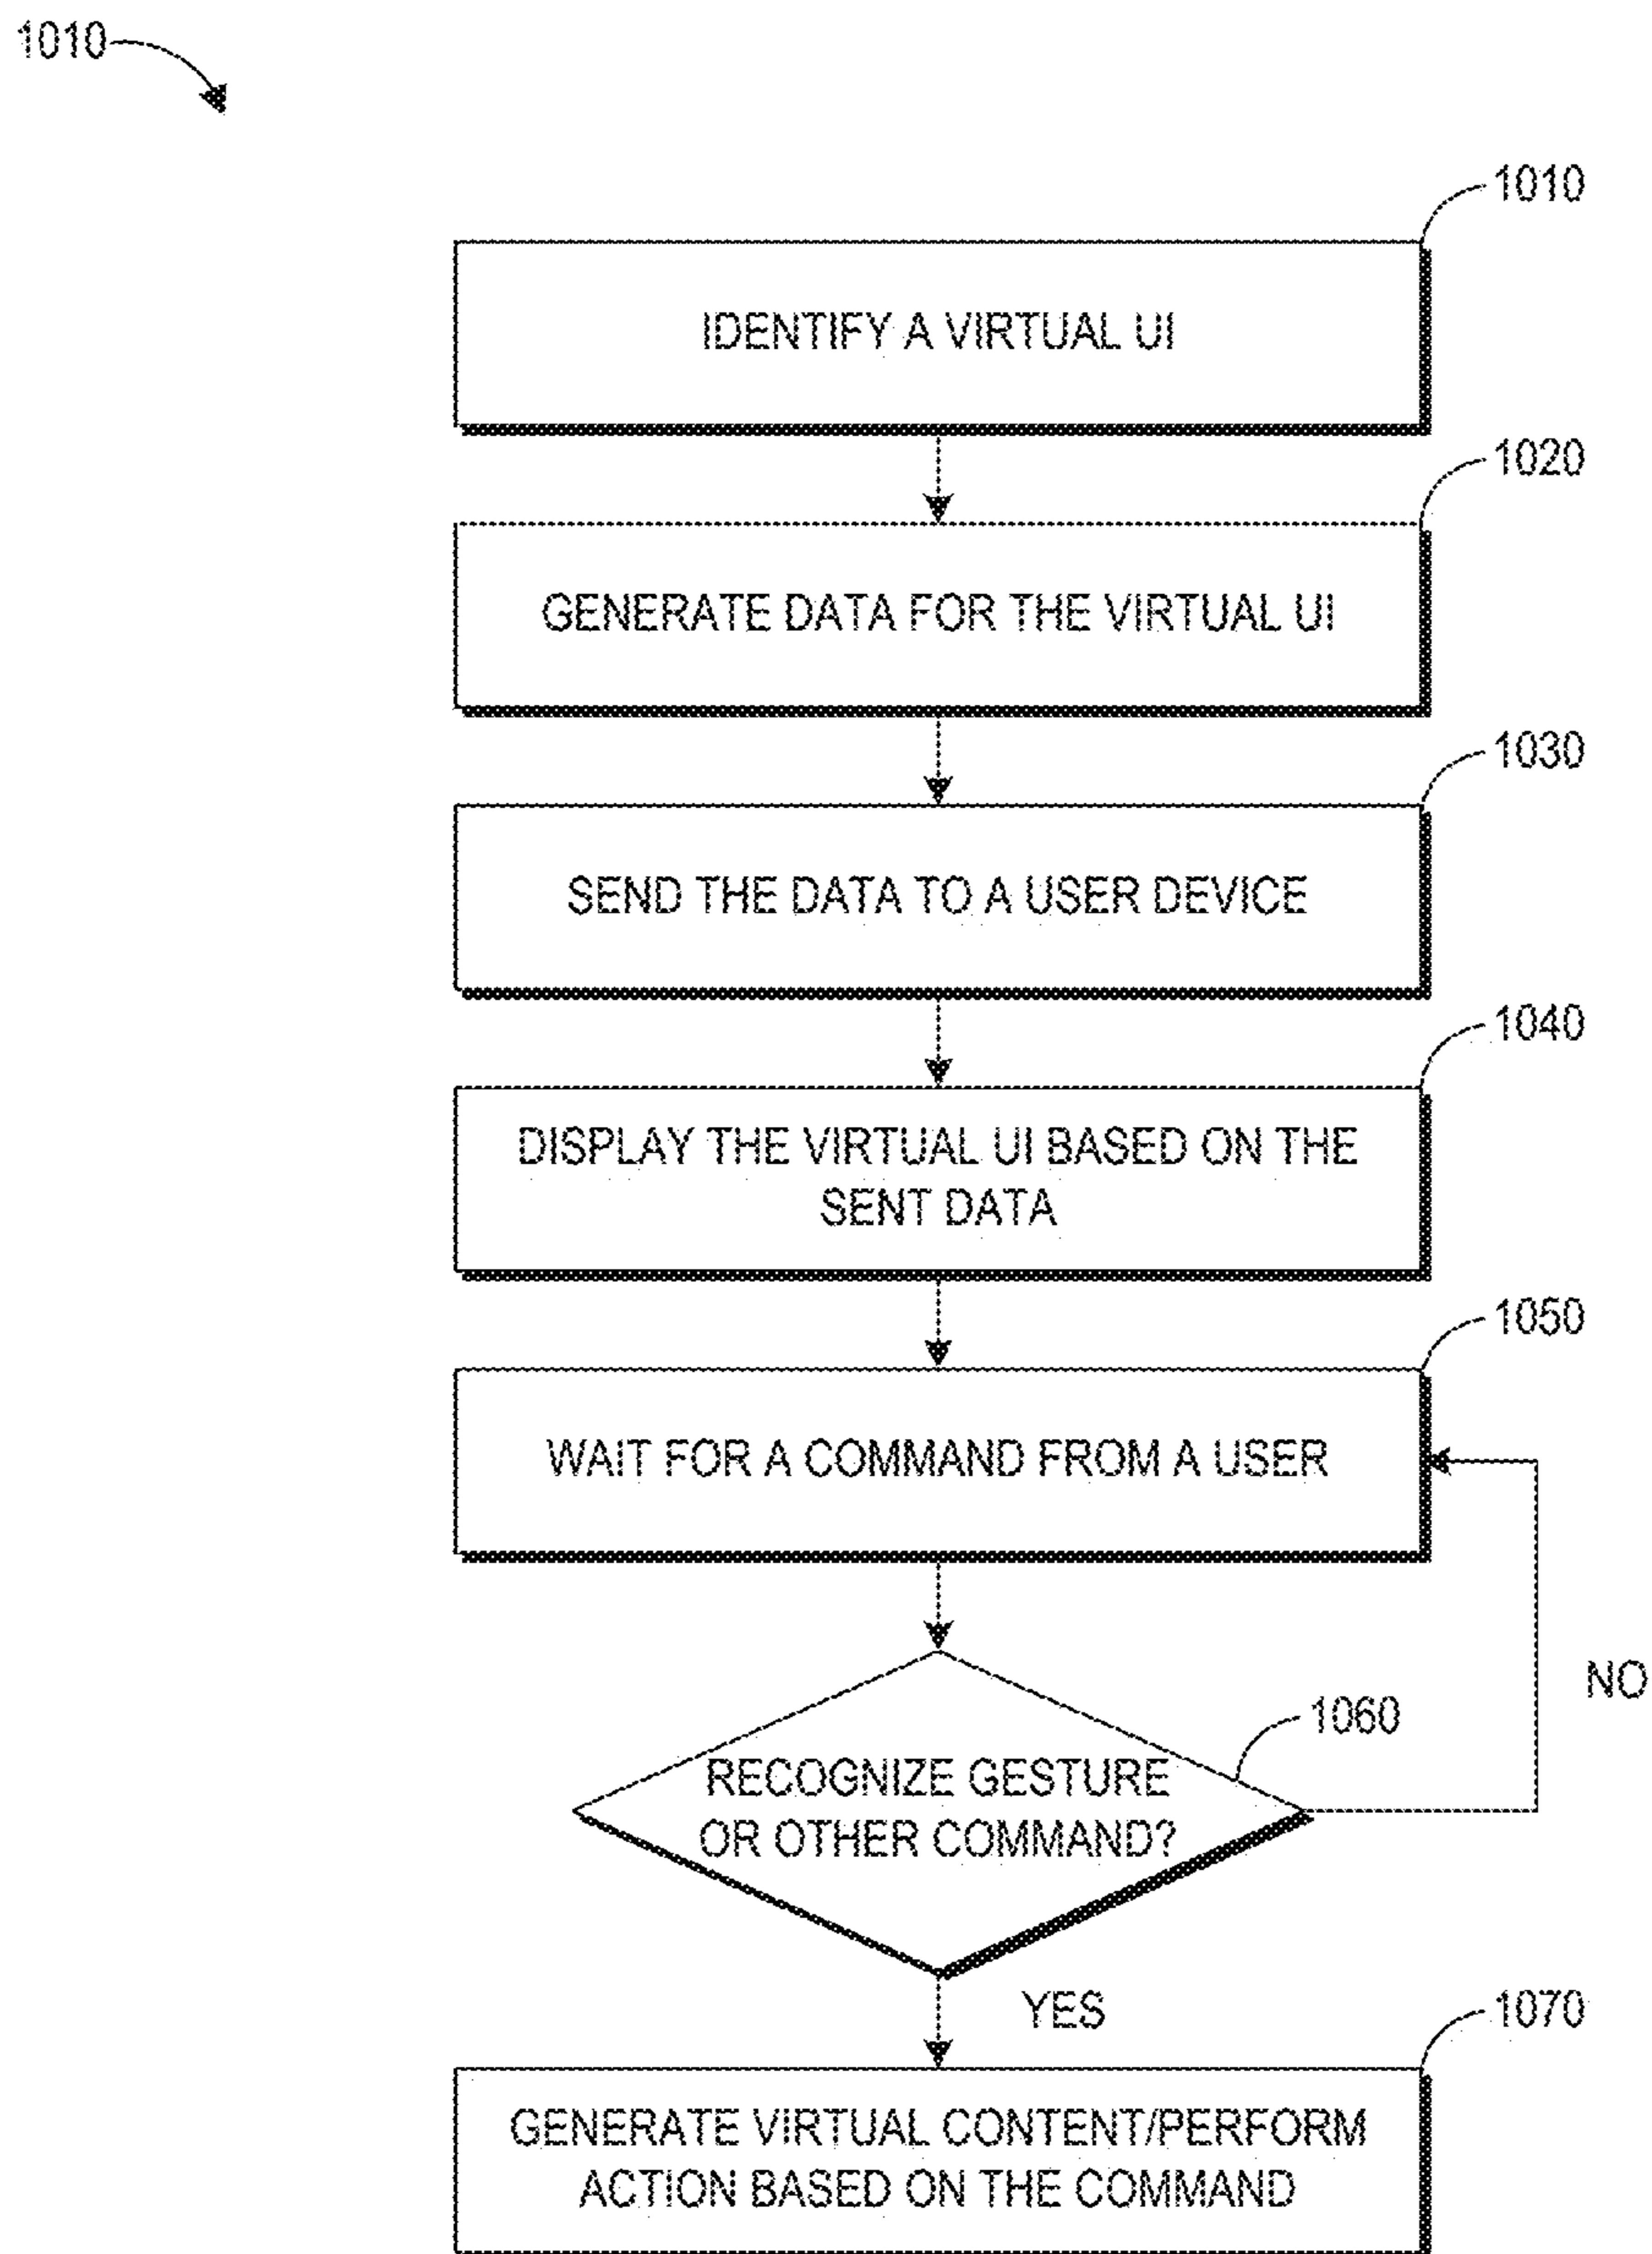 1010
1010
IDENTIFY A VIRTUAL UI
1020
GENERATE DATA FOR THE VIRTUAL UI
1030
SEND THE DATA TO A USER DEVICE
1040
DISPLAY THE VIRTUAL UI BASED ON THE
SENT DATA
1050
WAIT FOR A COMMAND FROM A USER
NO
1060
RECOGNIZE GESTURE
OR OTHER COMMAND?
YES
1070
GENERATE VIRTUAL CONTENT/PERFORM
ACTION BASED ON THE COMMAND